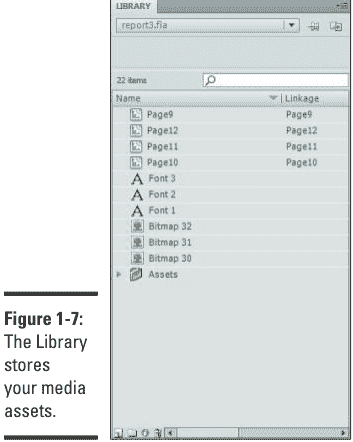 LIBRARY
report3.fla
22 items
Name Linkage
Page9 Page9
Page12 Page12
Page11 Page11
Page10 Page10
Font 3
Font 2
Font 1
Bitmap 32
Bitmap 31
Bitmap 30
Assets
Figure 1-7:
The Library
stores
your media
assets.